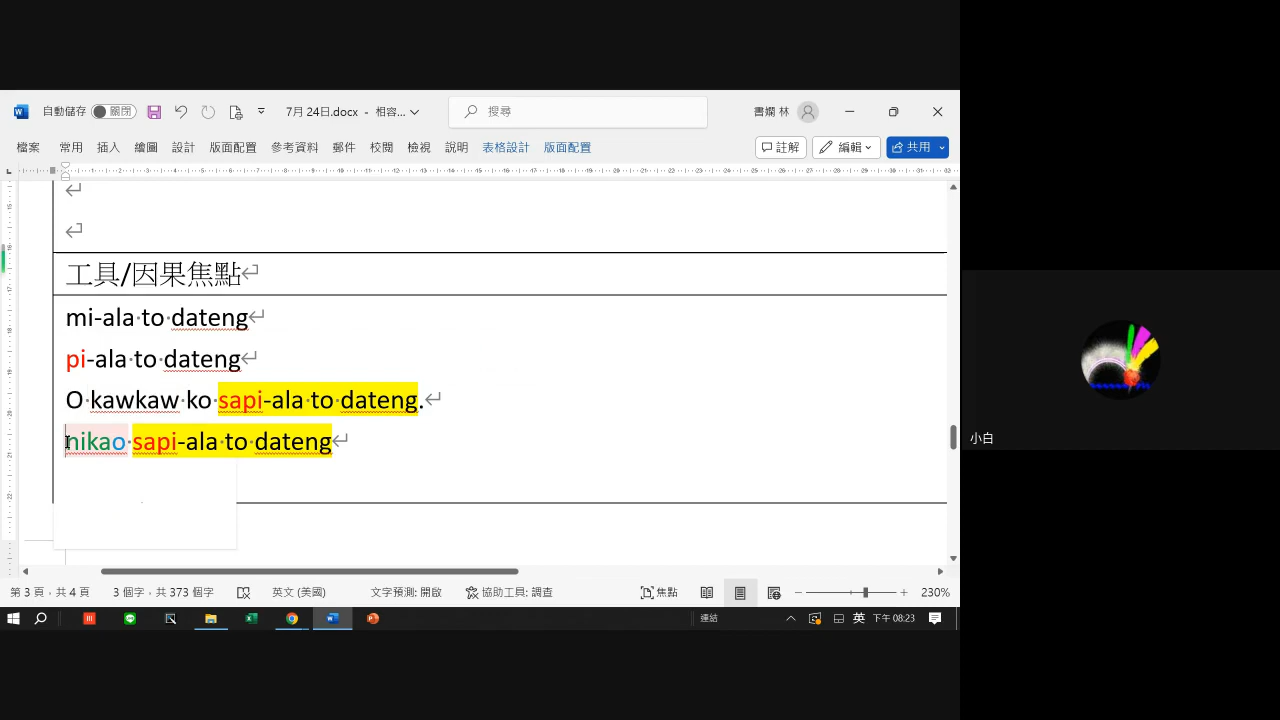 自動儲存 關閉 7月 24日.docx - 相容... 搜尋 書嫻 林
檔案 常用 插入 繪圖 設計 版面配置 參考資料 郵件 校閱 檢視 說明 表格設計 版面配置 註解 編輯 共用
工具/因果焦點
mi-ala to dateng
pi-ala to dateng
O kawkaw ko sapi-ala to dateng.
nikao sapi-ala to dateng
小白
第 3 頁，共 4 頁 3 個字，共 373 個字 英文 (美國) 文字預測: 開啟 協助工具: 調查 焦點 230%
連結 英 下午 08:23